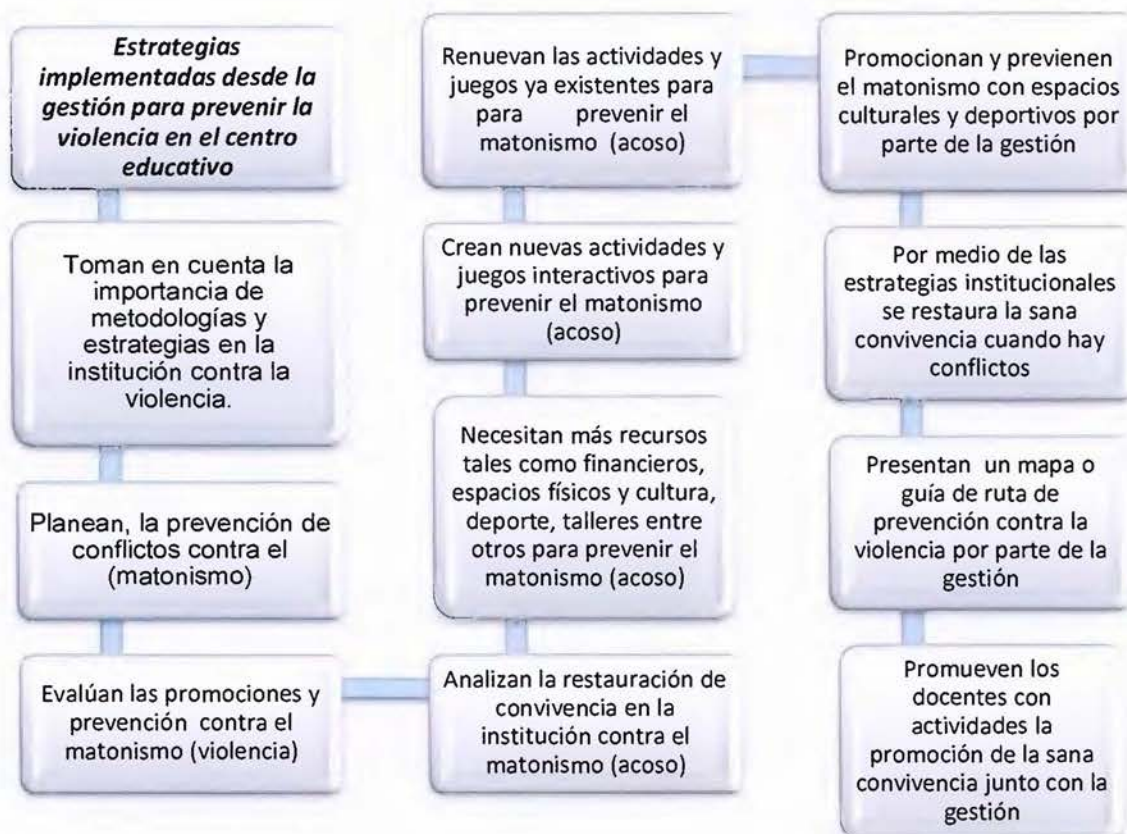 Estrategias
implementadas desde la
gestión para prevenir la
violencia en el centro
educativo
Toman en cuenta la
importancia de
metodologías y
estrategias en la
institución contra la
violencia.
Planean, la prevención de
conflictos contra el
(matonismo)
Evalúan las promociones y
prevención contra el
matonismo (violencia)
Analizan la restauración de
convivencia en la
institución contra el
matonismo (acoso)
Necesitan más recursos
tales como financieros,
espacios físicos y cultura,
deporte, talleres entre
otros para prevenir el
matonismo (acoso)
Crean nuevas actividades y
juegos interactivos para
prevenir el matonismo
(acoso)
Renuevan las actividades y
juegos ya existentes para
para prevenir el
matonismo (acoso)
Promocionan y previenen
el matonismo con espacios
culturales y deportivos por
parte de la gestión
Por medio de las
estrategias institucionales
se restaura la sana
convivencia cuando hay
conflictos
Presentan un mapa o
guía de ruta de
prevención contra la
violencia por parte de la
gestión
Promueven los
docentes con
actividades la
promoción de la sana
convivencia junto con la
gestión